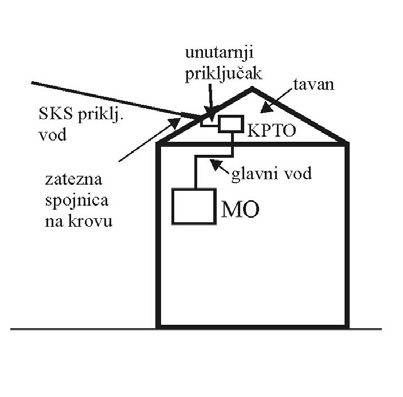 unutarnji
priključak
tavan
SKS priklj.
vod
KPTO
zatezna
spojnica
na krovu
glavni vod
MO